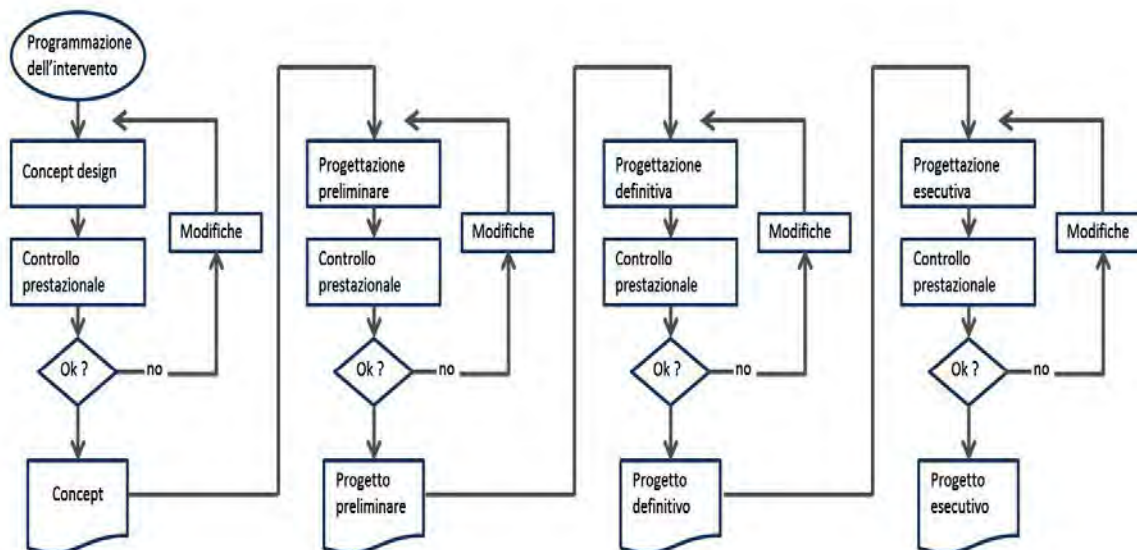 Programmazione
dell'intervento
Concept design
Modifiche
Controllo
prestazionale
Ok ?
no
Concept
Progettazione
preliminare
Modifiche
Controllo
prestazionale
Ok ?
no
Progetto
preliminare
Progettazione
definitiva
Modifiche
Controllo
prestazionale
Ok ?
no
Progetto
definitivo
Progettazione
esecutiva
Modifiche
Controllo
prestazionale
Ok ?
no
Progetto
esecutivo